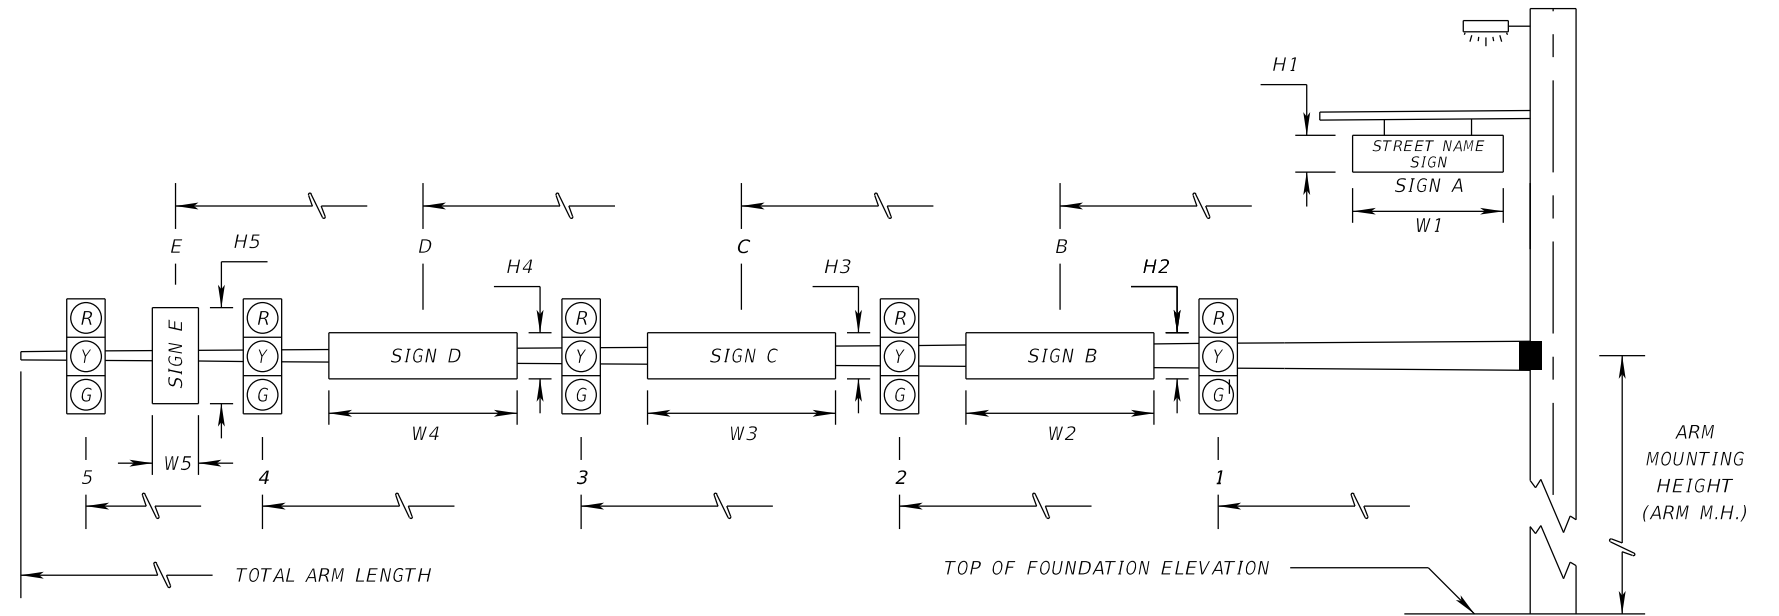 H1
STREET NAME
SIGN
SIGN A
W1
E
D
C
B
H5
H4
H3
H2
R
R
R
R
R
SIGN E
Y
Y
SIGN D
Y
SIGN C
Y
SIGN B
Y
G
G
G
G
G
W5
W4
W3
W2
5
4
3
2
1
ARM
MOUNTING
HEIGHT
(ARM M.H.)
TOTAL ARM LENGTH
TOP OF FOUNDATION ELEVATION